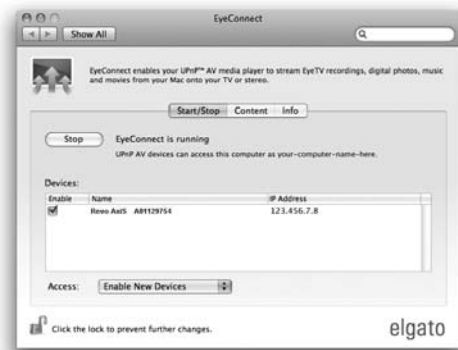 EyeConnect
Show All
EyeConnect enables your UPnP™ AV media player to stream EyeTV recordings, digital photos, music
and movies from your Mac onto your TV or stereo.
Start/Stop Content Info
Stop EyeConnect is running
UPnP AV devices can access this computer as your-computer-name-here.
Devices:
Enable Name IP Address
Revo AxiS A81129754 123.456.7.8
Access: Enable New Devices
Click the lock to prevent further changes.
elgato